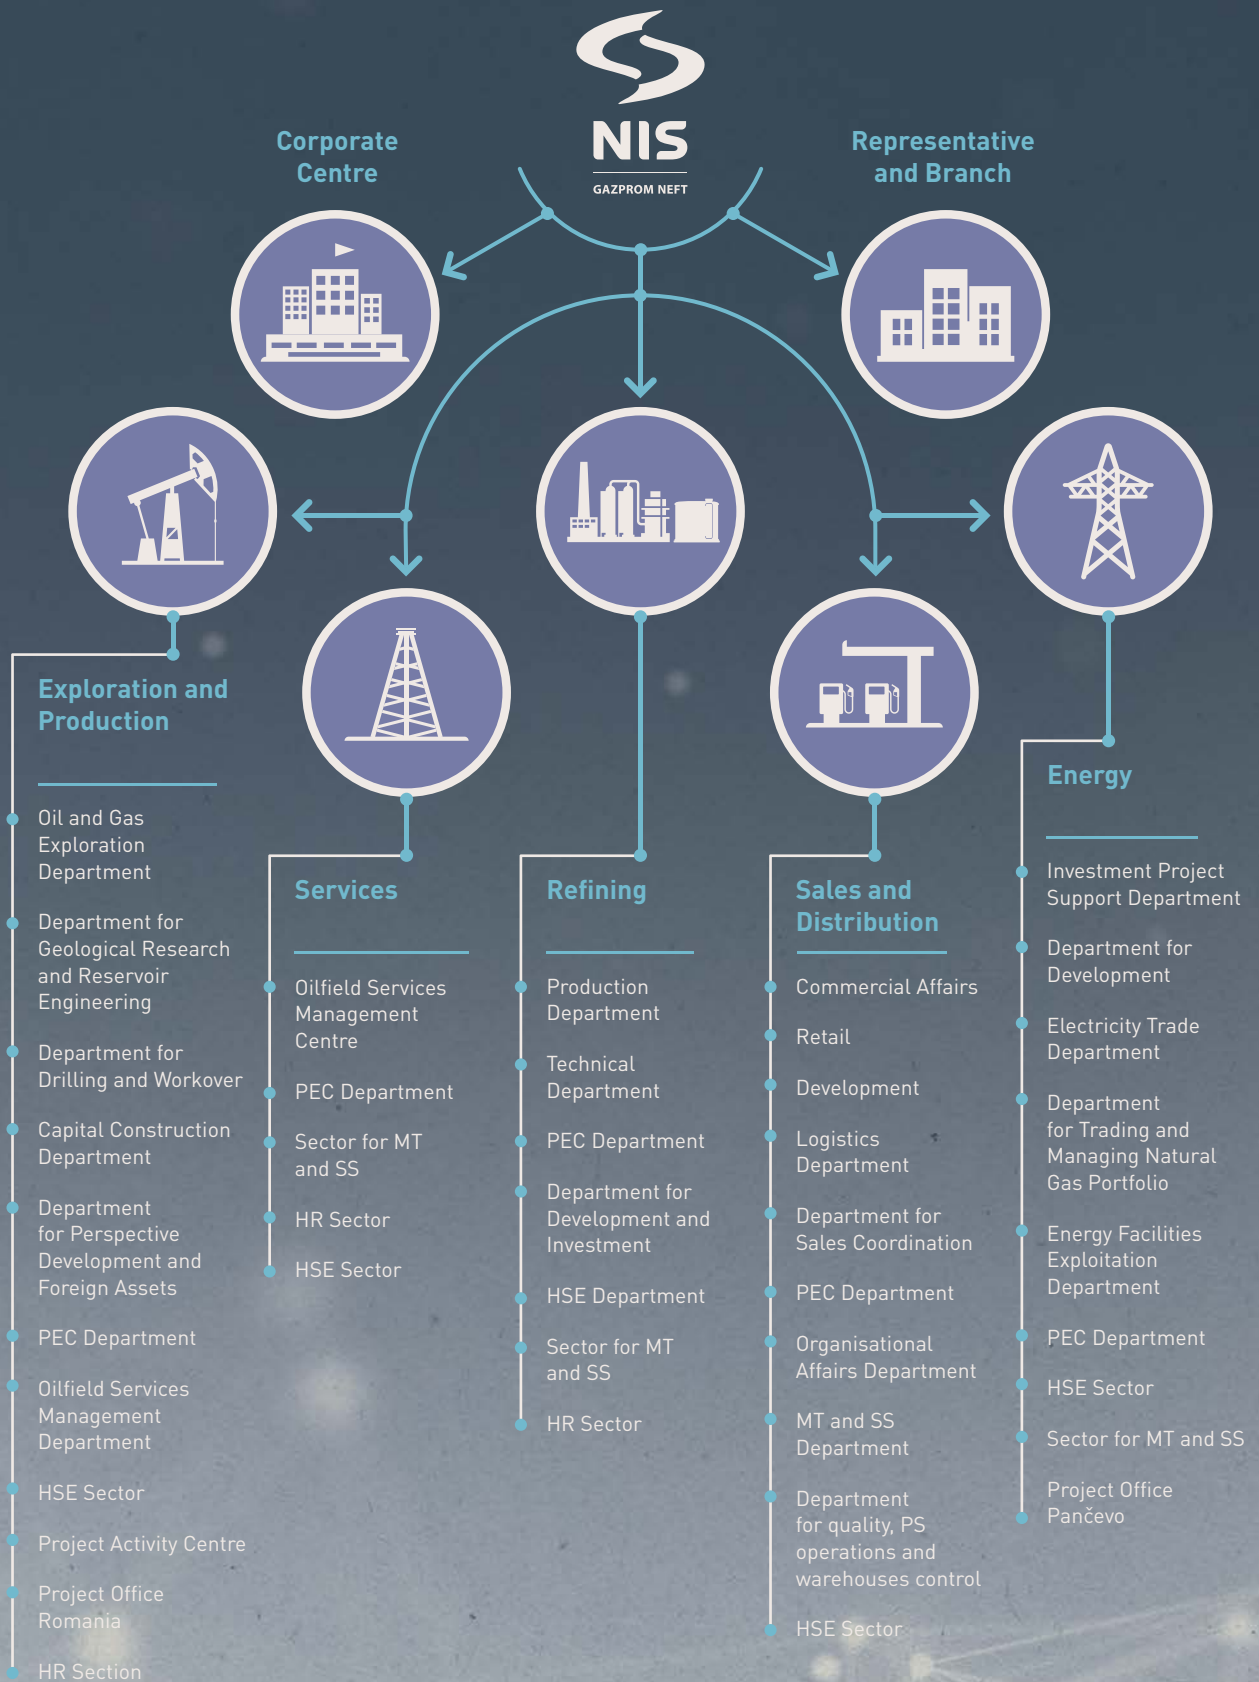 NIS
GAZPROM NEFT
Corporate
Centre
Representative
and Branch
Exploration and
Production
Oil and Gas
Exploration
Department
Department for
Geological Research
and Reservoir
Engineering
Department for
Drilling and Workover
Capital Construction
Department
Department
for Perspective
Development and
Foreign Assets
PEC Department
Oilfield Services
Management
Department
HSE Sector
Project Activity Centre
Project Office
Romania
HR Section
Services
Oilfield Services
Management
Centre
PEC Department
Sector for MT
and SS
HR Sector
HSE Sector
Refining
Production
Department
Technical
Department
PEC Department
Department for
Development and
Investment
HSE Department
Sector for MT
and SS
HR Sector
Sales and
Distribution
Commercial Affairs
Retail
Development
Logistics
Department
Department for
Sales Coordination
PEC Department
Organisational
Affairs Department
MT and SS
Department
Department
for quality, PS
operations and
warehouses control
HSE Sector
Energy
Investment Project
Support Department
Department for
Development
Electricity Trade
Department
Department
for Trading and
Managing Natural
Gas Portfolio
Energy Facilities
Exploitation
Department
PEC Department
HSE Sector
Sector for MT and SS
Project Office
Pančevo